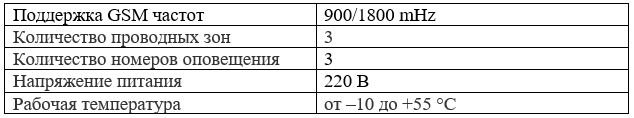 Поддержка GSM частот 900/1800 mHz
Количество проводных зон 3
Количество номеров оповещения 3
Напряжение питания 220 В
Рабочая температура от –10 до +55 °C